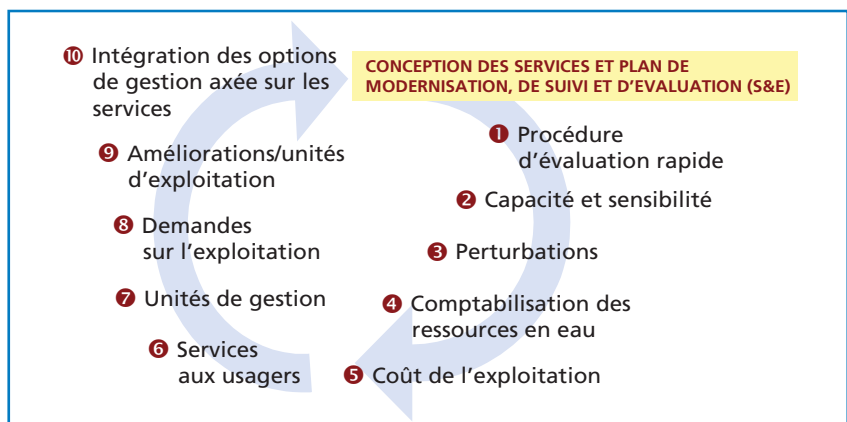 ❿ Intégration des options
de gestion axée sur les
services
CONCEPTION DES SERVICES ET PLAN DE
MODERNISATION, DE SUIVI ET D’EVALUATION (S&E)
❶ Procédure
d’évaluation rapide
❷ Capacité et sensibilité
❸ Perturbations
❹ Comptabilisation des
ressources en eau
❺ Coût de l’exploitation
❻ Services
aux usagers
❼ Unités de gestion
❽ Demandes
sur l’exploitation
❾ Améliorations/unités
d’exploitation